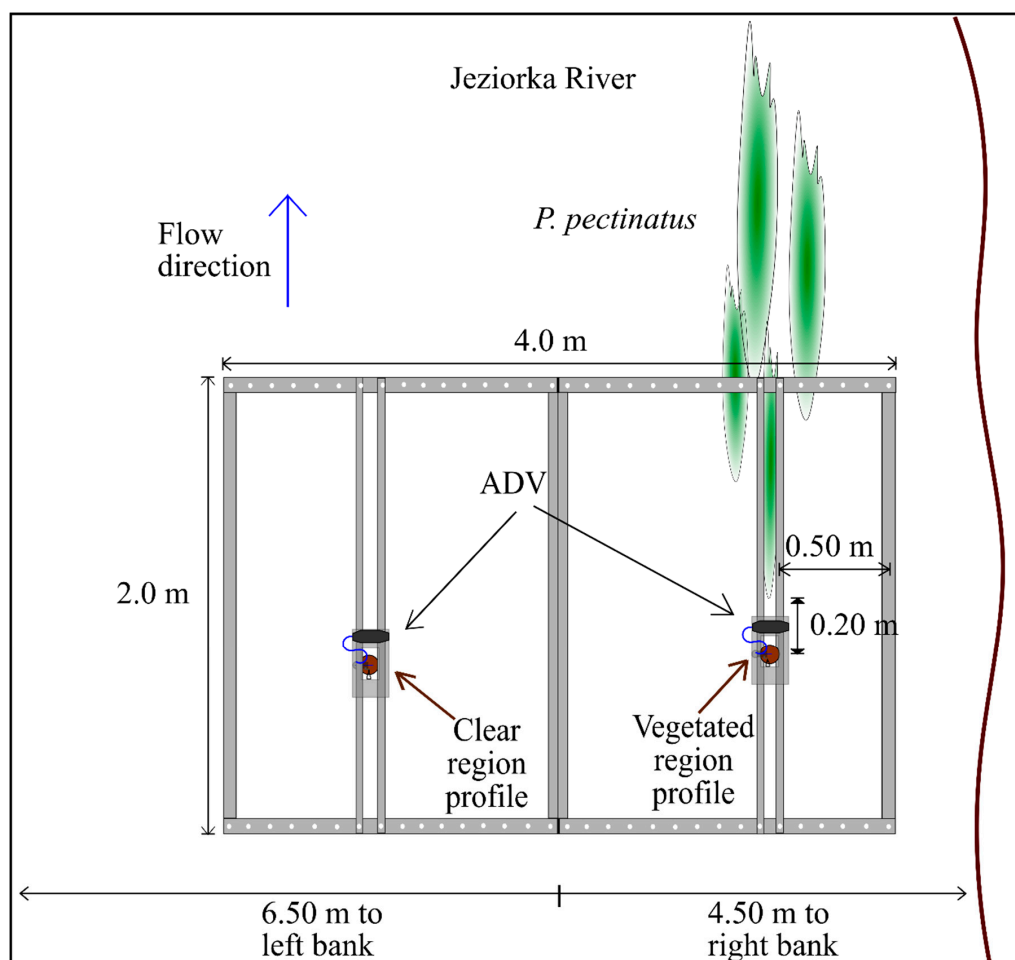 Jeziorka River
P. pectinatus
Flow
direction
4.0 m
ADV
0.50 m
2.0 m
0.20 m
Clear
region
profile
Vegetated
region
profile
6.50 m to
left bank
4.50 m to
right bank